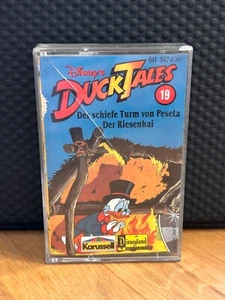 Disney's
DUCKTALES
19
Der schiefe Turm von Peseta
Der Riesenhai
Karussell
Disneyland